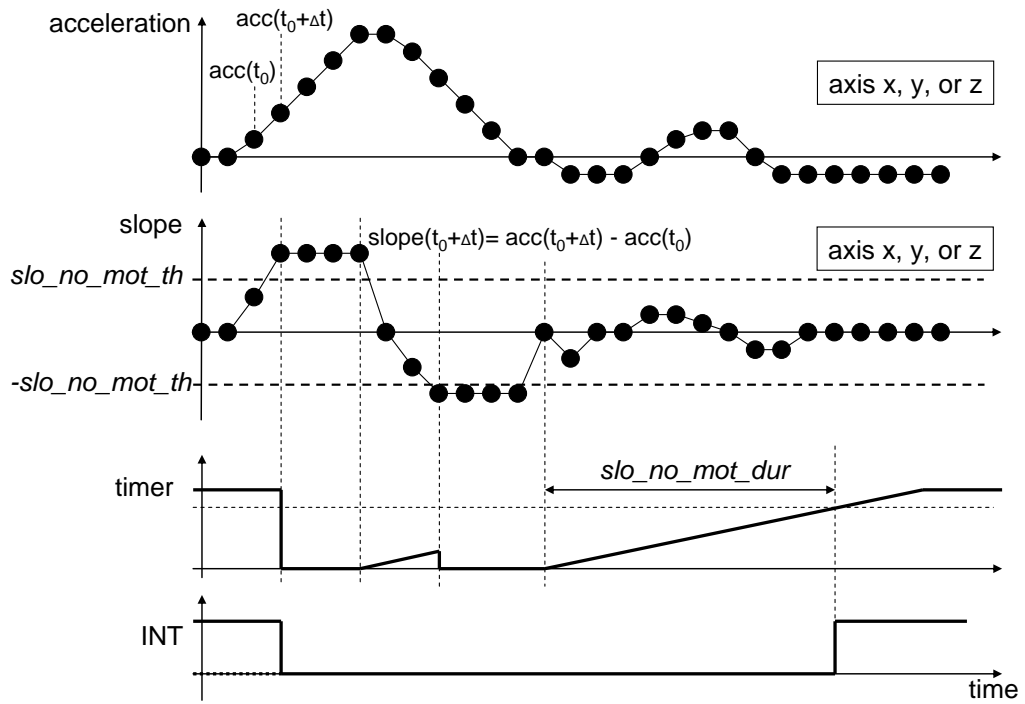 acceleration
acc(t₀+Δt)
acc(t₀)
axis x, y, or z
slope
slope(t₀+Δt)= acc(t₀+Δt) - acc(t₀)
axis x, y, or z
slo_no_mot_th
-slo_no_mot_th
timer
slo_no_mot_dur
INT
time